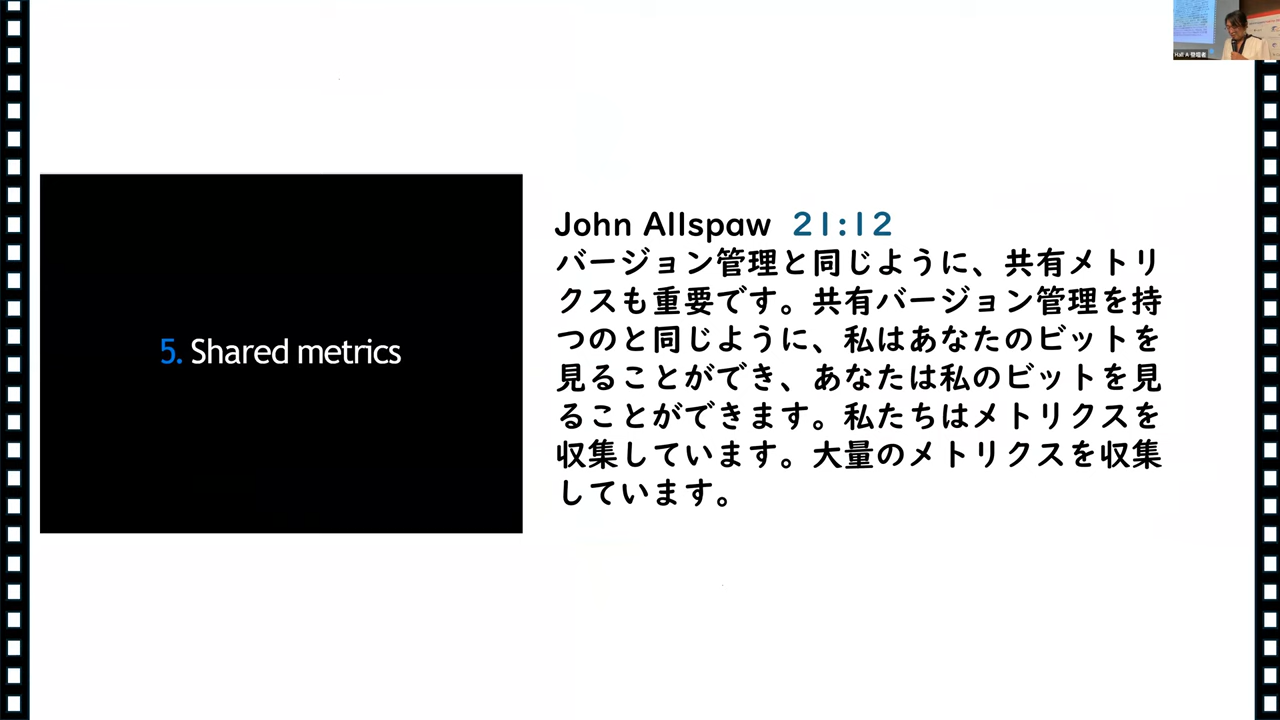 Hall A 登壇者
5. Shared metrics
John Allspaw 21:12
バージョン管理と同じように、共有メトリ
クスも重要です。共有バージョン管理を持
つのと同じように、私はあなたのビットを
見ることができ、あなたは私のビットを見
ることができます。私たちはメトリクスを
収集しています。大量のメトリクスを収集
しています。